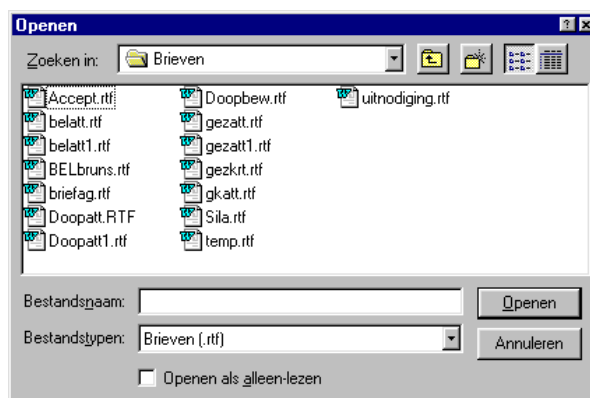 Openen
Zoeken in: Brieven
Accept.rtf Doopbew.rtf uitnodiging.rtf
belatt.rtf gezatt.rtf
belatt1.rtf gezatt1.rtf
BELbruns.rtf gezkrt.rtf
briefag.rtf gkatt.rtf
Doopatt.RTF Sila.rtf
Doopatt1.rtf temp.rtf
Bestandsnaam: Openen
Bestandstypen: Brieven (.rtf) Annuleren
Openen als alleen-lezen